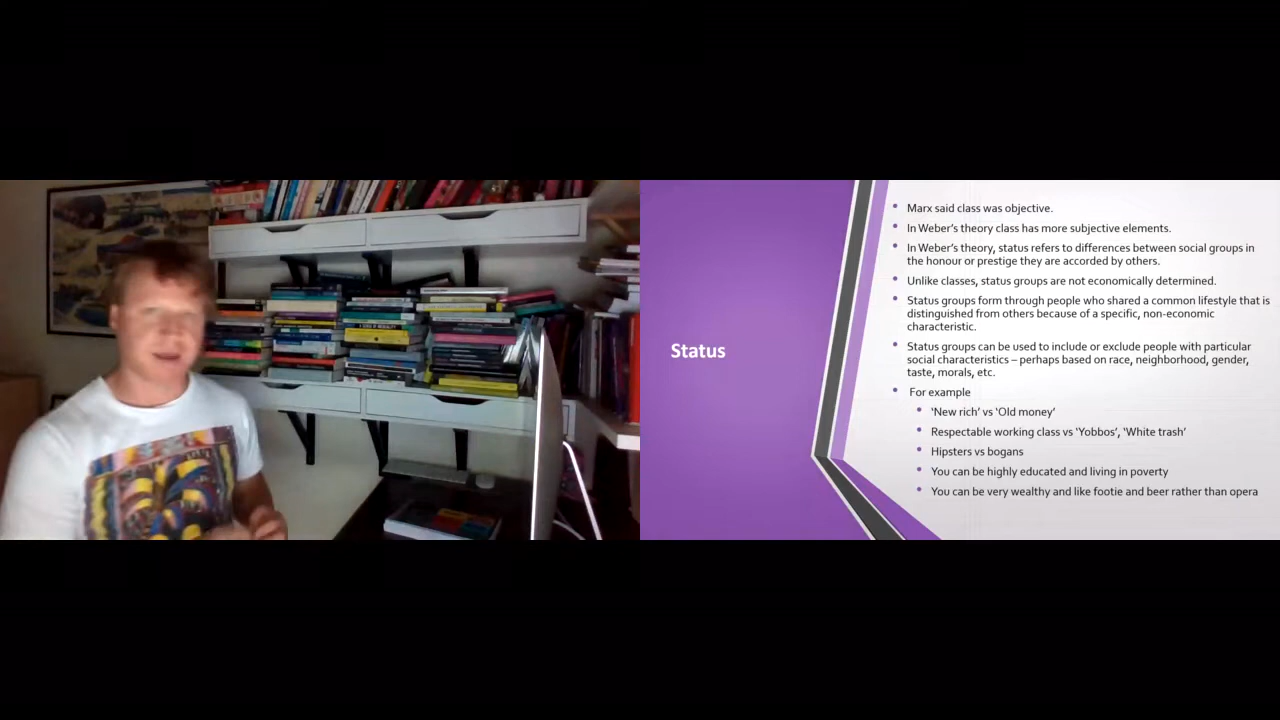 Status
Marx said class was objective.
In Weber's theory class has more subjective elements.
In Weber's theory, status refers to differences between social groups in
the honour or prestige they are accorded by others.
Unlike classes, status groups are not economically determined.
Status groups form through people who shared a common lifestyle that is
distinguished from others because of a specific, non-economic
characteristic.
Status groups can be used to include or exclude people with particular
social characteristics – perhaps based on race, neighborhood, gender,
taste, morals, etc.
For example
'New rich' vs 'Old money'
Respectable working class vs 'Yobbos', 'White trash'
Hipsters vs bogans
You can be highly educated and living in poverty
You can be very wealthy and like footie and beer rather than opera